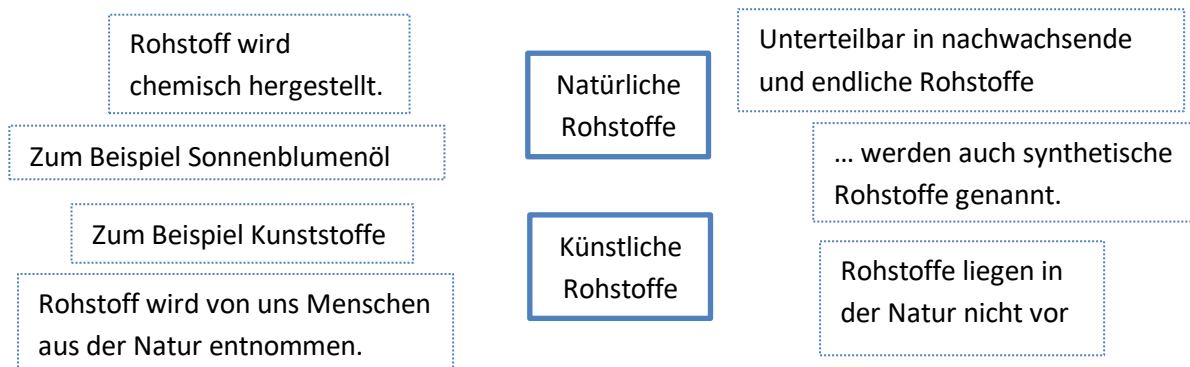 Rohstoff wird
chemisch hergestellt.
Zum Beispiel Sonnenblumenöl
Zum Beispiel Kunststoffe
Rohstoff wird von uns Menschen
aus der Natur entnommen.
Natürliche
Rohstoffe
Künstliche
Rohstoffe
Unterteilbar in nachwachsende
und endliche Rohstoffe
... werden auch synthetische
Rohstoffe genannt.
Rohstoffe liegen in
der Natur nicht vor